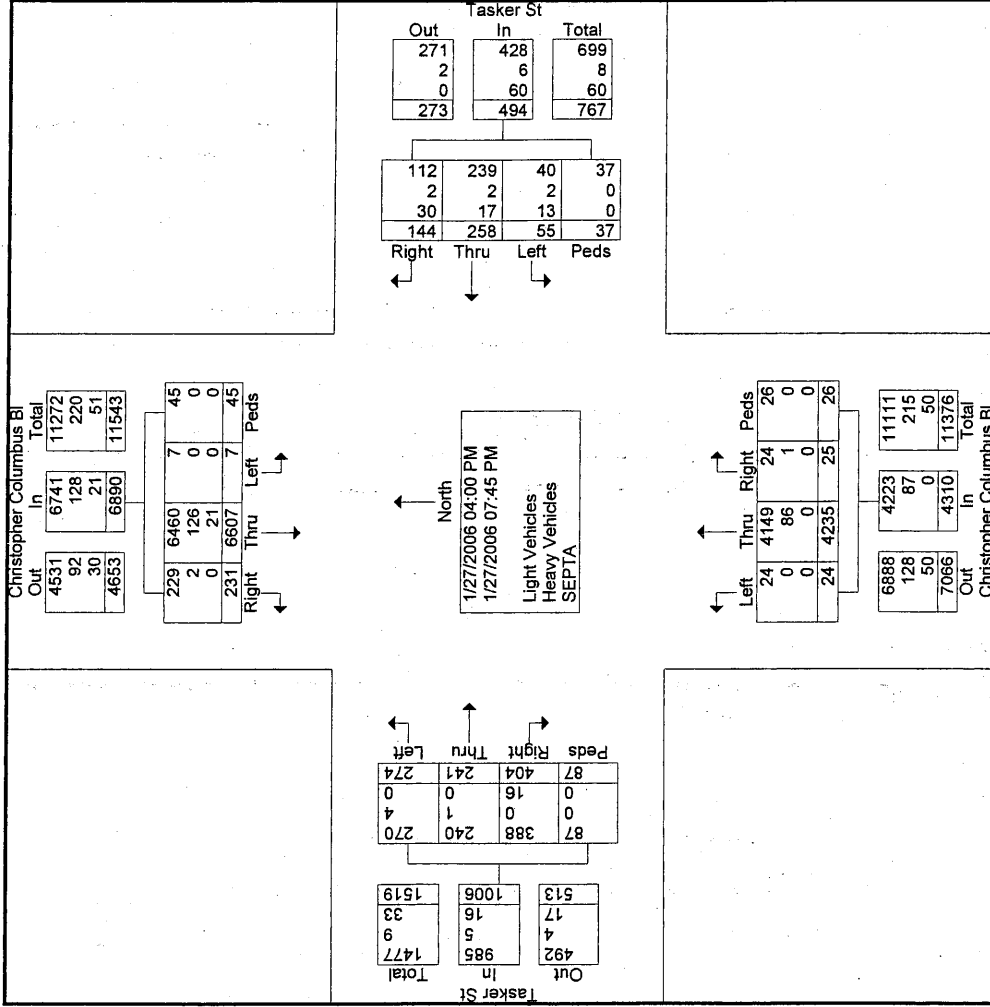 Tasker St
Out In Total
271 428 699
2 6 8
0 60 60
273 494 767
112 239 40 37
2 2 2 0
30 17 13 0
144 258 55 37
Right Thru Left Peds
Christopher Columbus Bl
Out In Total
4531 6741 11272
92 128 220
30 21 51
4653 6890 11543
229 6460 7 45
2 126 0 0
0 21 0 0
231 6607 7 45
Right Thru Left Peds
North
1/27/2006 04:00 PM
1/27/2006 07:45 PM
Light Vehicles
Heavy Vehicles
SEPTA
Left Thru Right Peds
24 4149 24 26
0 86 1 0
0 0 0 0
24 4235 25 26
6888 4223 11111
128 87 215
50 0 50
7066 4310 11376
Out In Total
Christopher Columbus Bl
Left Thru Right Peds
274 241 404 87
0 0 16 0
4 1 0 0
270 240 388 87
1519 1006 513
33 16 17
9 5 4
1477 985 492
Total In Out
Tasker St